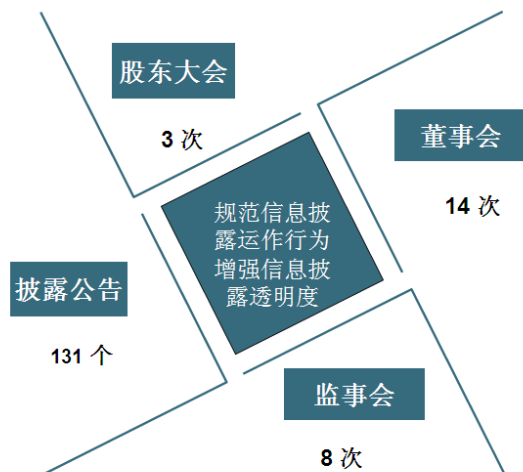 股东大会
3 次
董事会
14 次
规范信息披
露运作行为
增强信息披
露透明度
披露公告
131 个
监事会
8 次